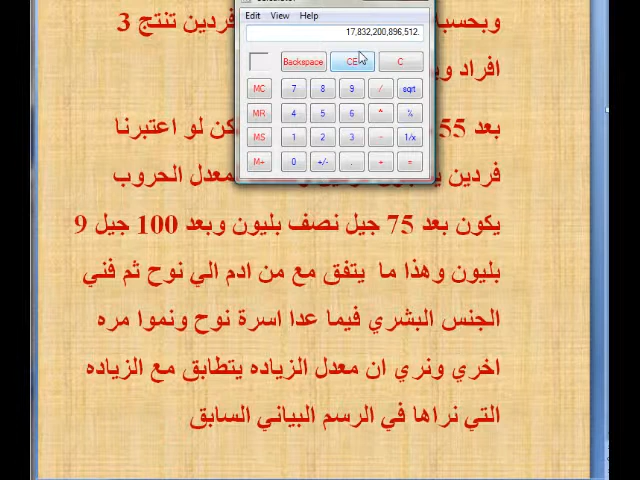 Edit View Help
17,832,200,896,512.
Backspace CE C
MC 7 8 9 / sqrt
MR 4 5 6 * %
MS 1 2 3 - 1/x
M+ 0 +/- . + =
فردين تنتج 3
افراد
بعد 55 كن لو اعتبرنا
فردين معدل الحروب
يكون بعد 75 جيل نصف بليون وبعد 100 جيل 9
بليون وهذا ما يتفق مع من ادم الي نوح ثم فني
الجنس البشري فيما عدا اسرة نوح ونموا مره
اخري ونري ان معدل الزياده يتطابق مع الزياده
التي نراها في الرسم البياني السابق